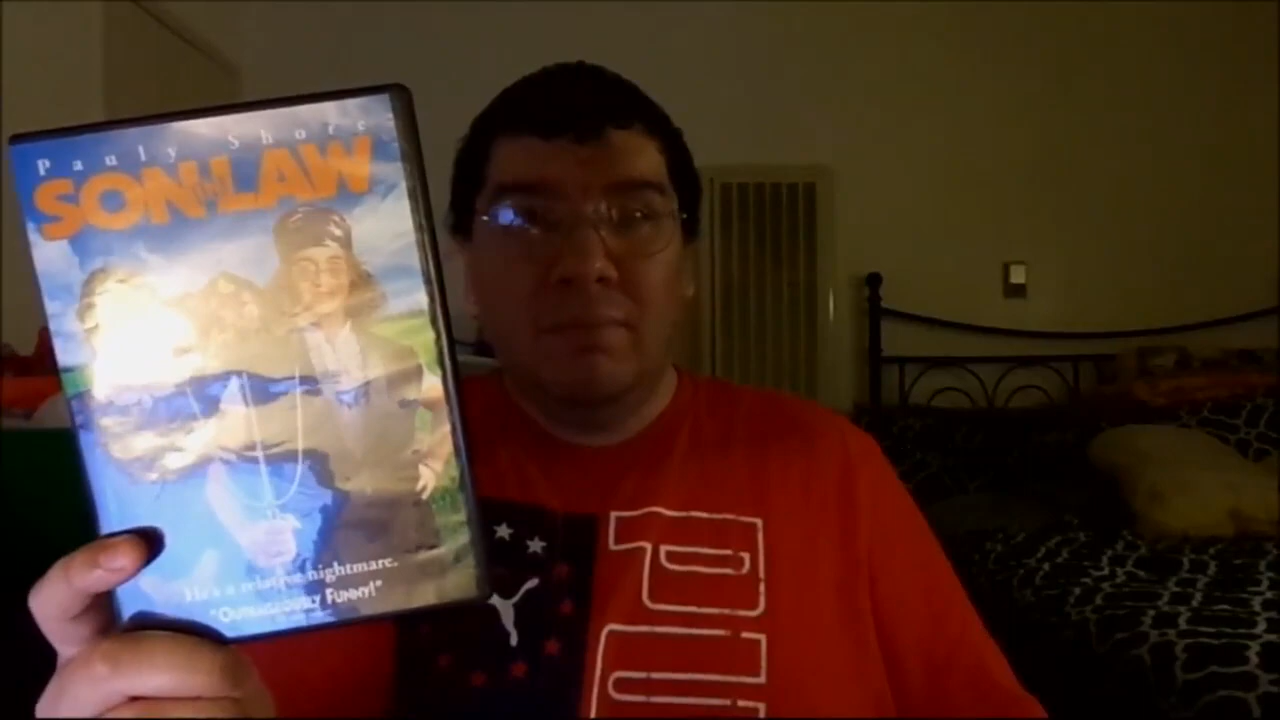 Pauly Shore
SON IN LAW
He's a relative nightmare.
"OUTRAGEOUSLY FUNNY!"
PU